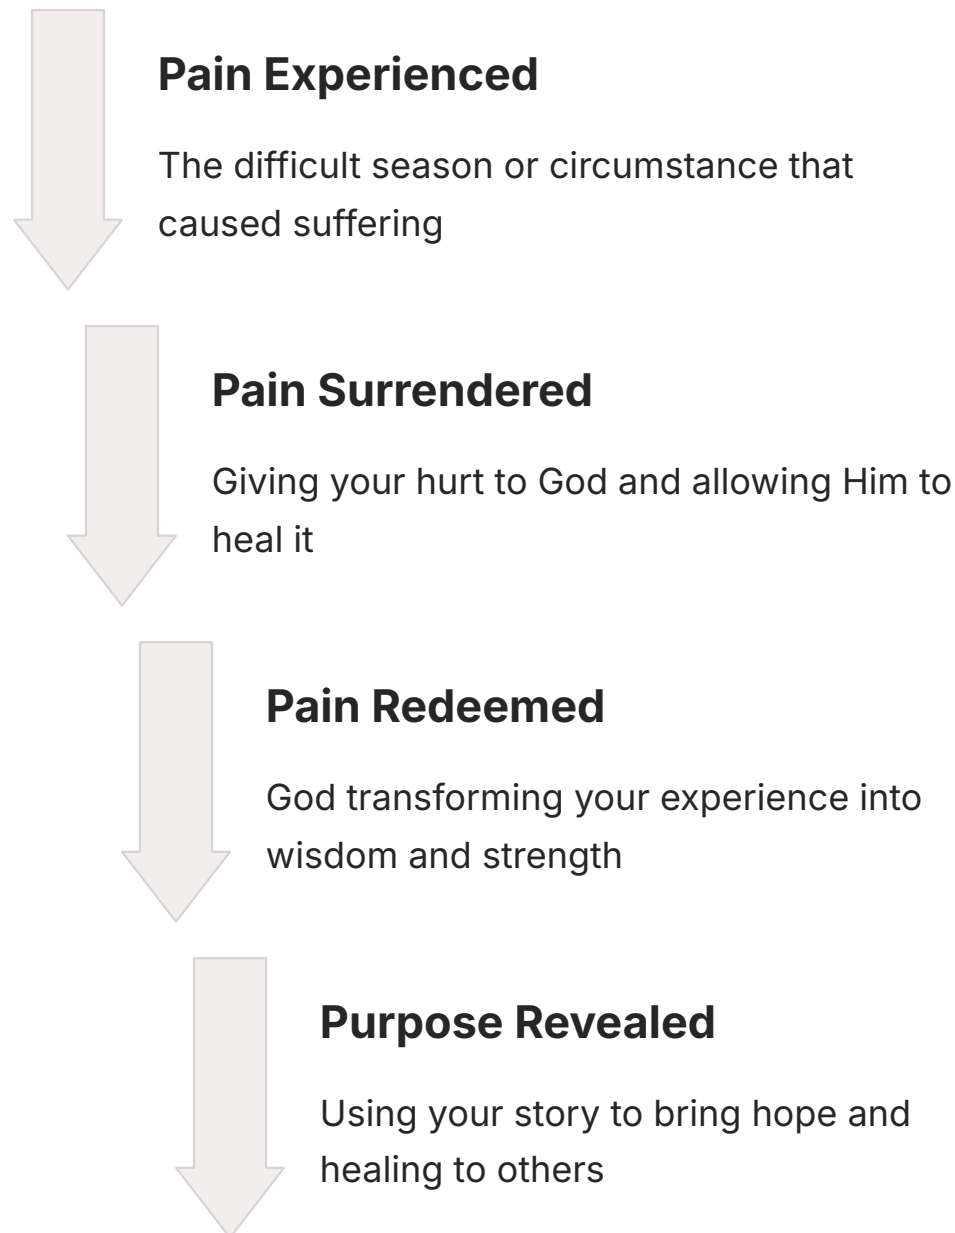 Pain Experienced
The difficult season or circumstance that
caused suffering
Pain Surrendered
Giving your hurt to God and allowing Him to
heal it
Pain Redeemed
God transforming your experience into
wisdom and strength
Purpose Revealed
Using your story to bring hope and
healing to others